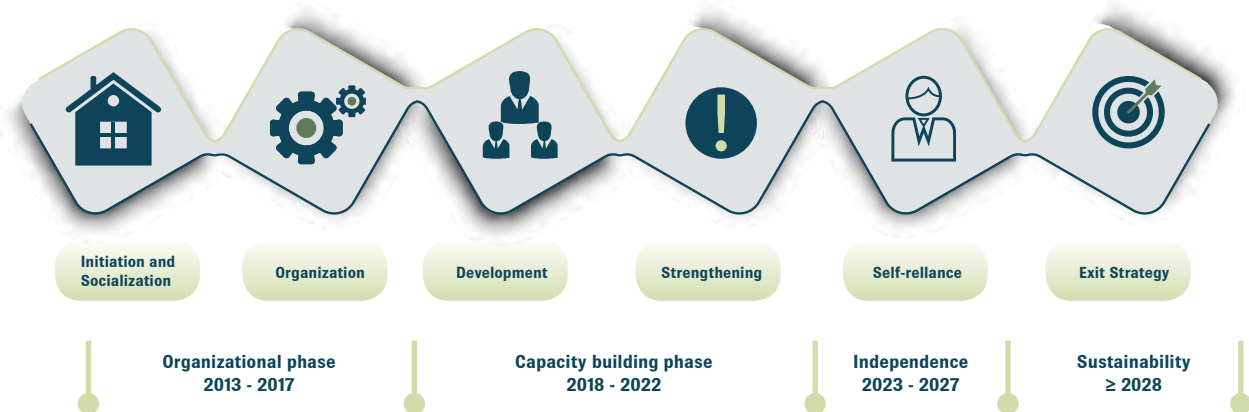 Initiation and
Socialization
Organization
Development
Strengthening
Self-rellance
Exit Strategy
Organizational phase
2013 - 2017
Capacity building phase
2018 - 2022
Independence
2023 - 2027
Sustainability
≥ 2028